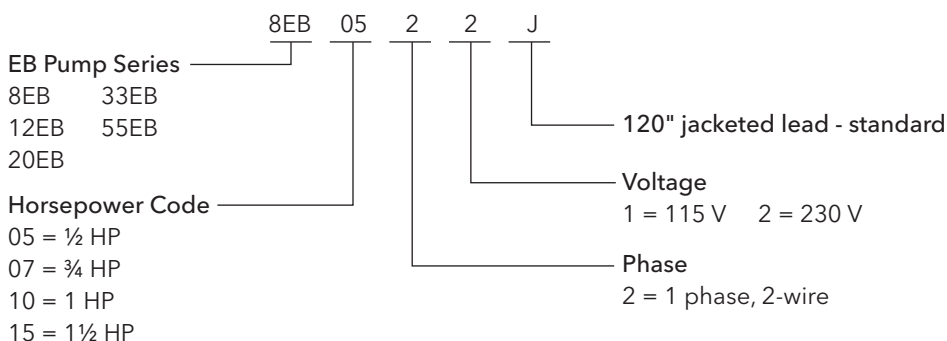 8EB 05 2 2 J
EB Pump Series
8EB 33EB
12EB 55EB
20EB
Horsepower Code
05 = ½ HP
07 = ¾ HP
10 = 1 HP
15 = 1½ HP
120" jacketed lead - standard
Voltage
1 = 115 V 2 = 230 V
Phase
2 = 1 phase, 2-wire